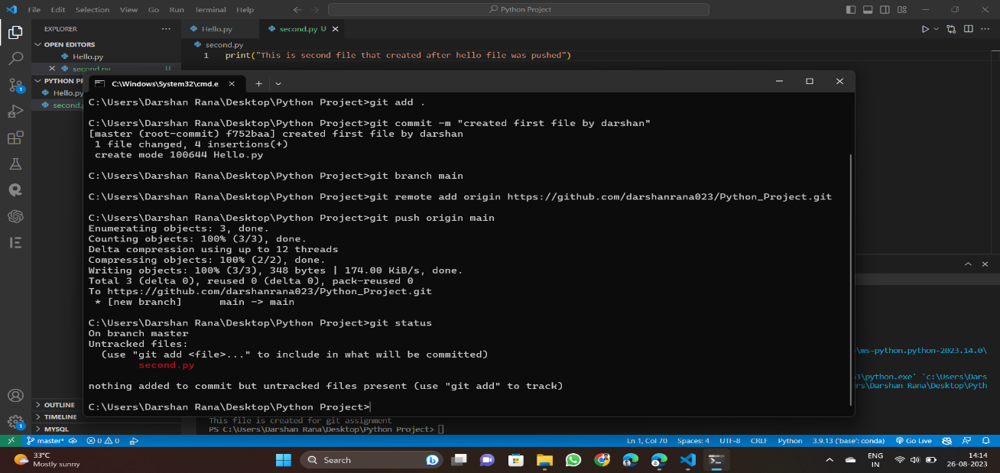 File Edit Selection View Go Run Terminal Help
Python Project
EXPLORER
Hello.py
second.py U
OPEN EDITORS
second.py
Hello.py
1 print("This is second file that created after hello file was pushed")
second.py U
PYTHON PR
C:\Windows\System32\cmd.e
Hello.py
second.
C:\Users\Darshan Rana\Desktop\Python Project>git add .
C:\Users\Darshan Rana\Desktop\Python Project>git commit -m "created first file by darshan"
[master (root-commit) f752baa] created first file by darshan
1 file changed, 4 insertions(+)
create mode 100644 Hello.py
C:\Users\Darshan Rana\Desktop\Python Project>git branch main
C:\Users\Darshan Rana\Desktop\Python Project>git remote add origin https://github.com/darshanrana023/Python_Project.git
C:\Users\Darshan Rana\Desktop\Python Project>git push origin main
Enumerating objects: 3, done.
Counting objects: 100% (3/3), done.
Delta compression using up to 12 threads
Compressing objects: 100% (2/2), done.
Writing objects: 100% (3/3), 348 bytes | 174.00 KiB/s, done.
Total 3 (delta 0), reused 0 (delta 0), pack-reused 0
To https://github.com/darshanrana023/Python_Project.git
* [new branch] main -> main
C:\Users\Darshan Rana\Desktop\Python Project>git status
On branch master
Untracked files:
(use "git add <file>..." to include in what will be committed)
second.py
nothing added to commit but untracked files present (use "git add" to track)
C:\Users\Darshan Rana\Desktop\Python Project>
\ms-python.python-2023.14.0\
3\python.exe' 'c:\Users\Dars
rs\Darshan Rana\Desktop\Pyth
OUTLINE
TIMELINE
MYSQL
This file is created for git assignment
PS C:\Users\Darshan Rana\Desktop\Python Project>
master* 0 0 Ln 1, Col 70 Spaces: 4 UTF-8 CRLF Python 3.9.13 ('base': conda) Go Live
33°C
Mostly sunny
Search
ENG
IN
14:14
26-08-2023